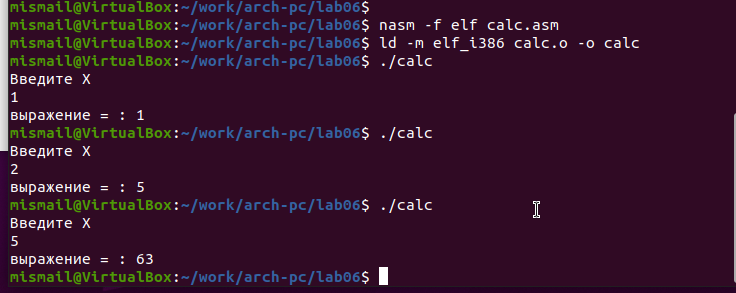 mismail@VirtualBox:~/work/arch-pc/lab06$
mismail@VirtualBox:~/work/arch-pc/lab06$ nasm -f elf calc.asm
mismail@VirtualBox:~/work/arch-pc/lab06$ ld -m elf_i386 calc.o -o calc
mismail@VirtualBox:~/work/arch-pc/lab06$ ./calc
Введите X
1
выражение = : 1
mismail@VirtualBox:~/work/arch-pc/lab06$ ./calc
Введите X
2
выражение = : 5
mismail@VirtualBox:~/work/arch-pc/lab06$ ./calc
Введите X
5
выражение = : 63
mismail@VirtualBox:~/work/arch-pc/lab06$